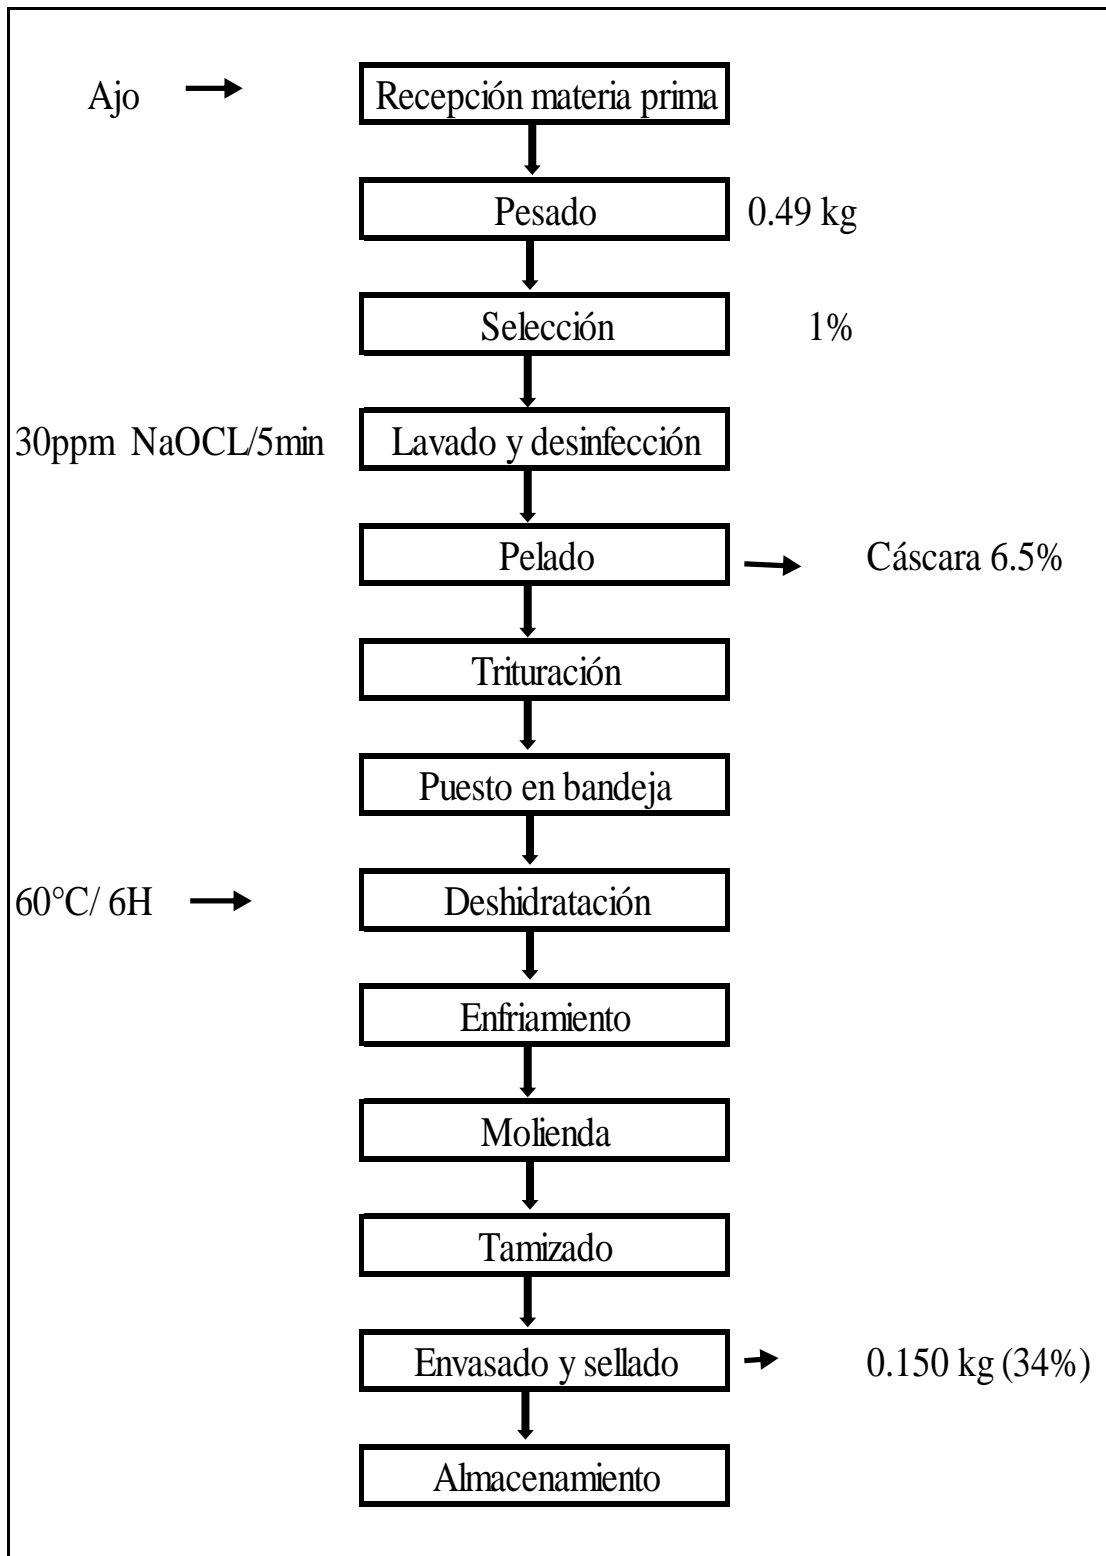 Ajo
Recepción materia prima
Pesado
0.49 kg
Selección
1%
30ppm NaOCL/5min
Lavado y desinfección
Pelado
Cáscara 6.5%
Trituración
Puesto en bandeja
60°C/ 6H
Deshidratación
Enfriamiento
Molienda
Tamizado
Envasado y sellado
0.150 kg (34%)
Almacenamiento